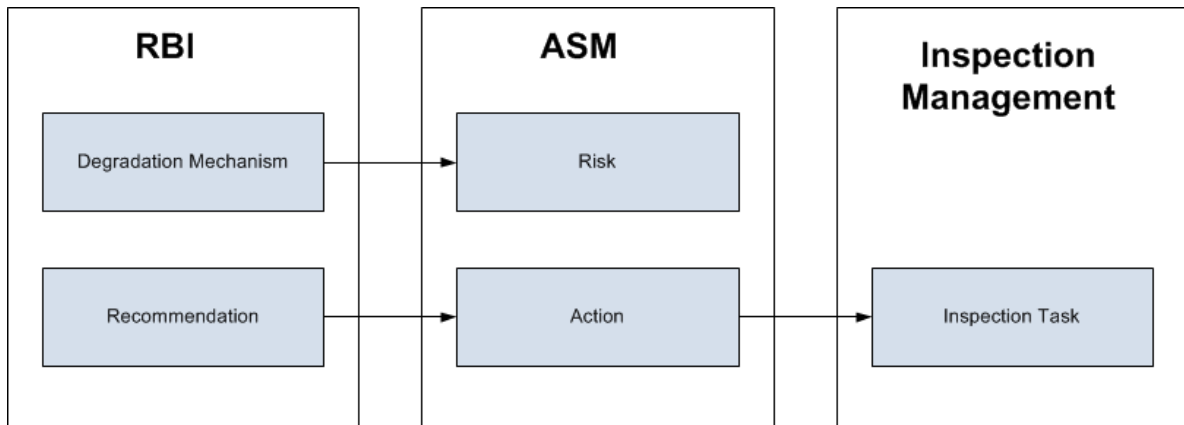 RBI
Degradation Mechanism
Recommendation
ASM
Risk
Action
Inspection
Management
Inspection Task